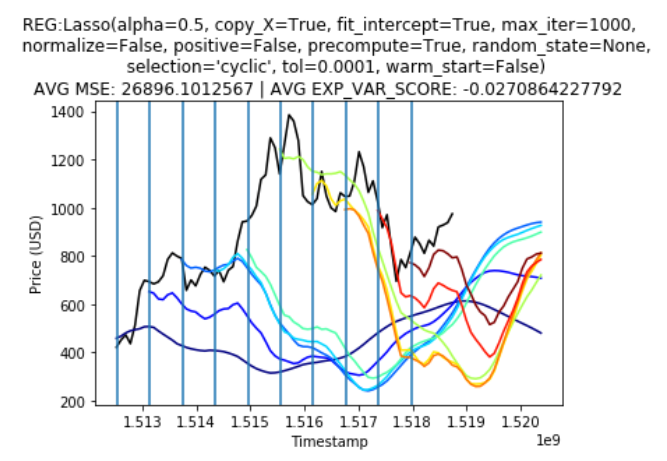 REG:Lasso(alpha=0.5, copy_X=True, fit_intercept=True, max_iter=1000,
normalize=False, positive=False, precompute=True, random_state=None,
selection='cyclic', tol=0.0001, warm_start=False)
AVG MSE: 26896.1012567 | AVG EXP_VAR_SCORE: -0.0270864227792
1400
1200
1000
800
600
400
200
Price (USD)
1.513 1.514 1.515 1.516 1.517 1.518 1.519 1.520
1e9
Timestamp